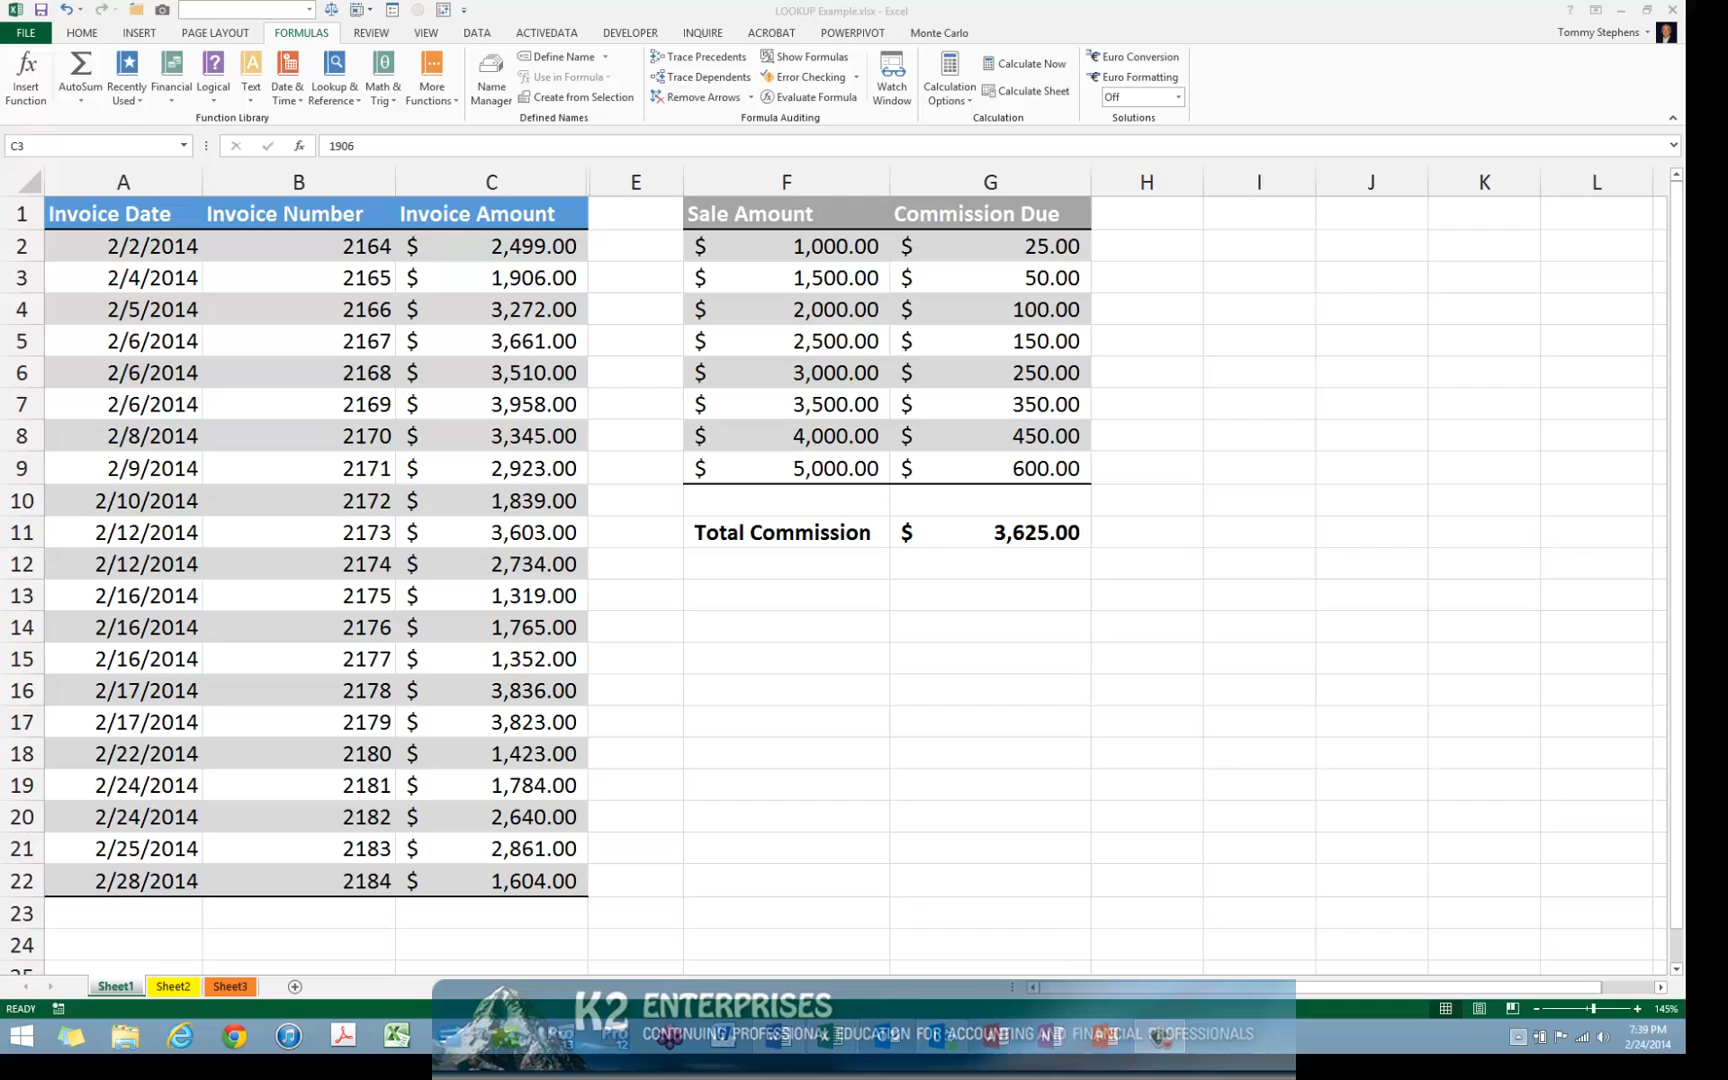 LOOKUP Example.xlsx - Excel
FILE HOME INSERT PAGE LAYOUT FORMULAS REVIEW VIEW DATA ACTIVEDATA DEVELOPER INQUIRE ACROBAT POWERPIVOT Monte Carlo Tommy Stephens
Insert Function
AutoSum
Recently Used
Financial
Logical
Text
Date & Time
Lookup & Reference
Math & Trig
More Functions
Function Library
Name Manager
Define Name
Use in Formula
Create from Selection
Defined Names
Trace Precedents
Trace Dependents
Remove Arrows
Show Formulas
Error Checking
Evaluate Formula
Formula Auditing
Watch Window
Calculation Options
Calculate Now
Calculate Sheet
Calculation
Euro Conversion
Euro Formatting
Off
Solutions
C3 fx 1906
A B C E F G H I J K L
1 Invoice Date Invoice Number Invoice Amount Sale Amount Commission Due
2 2/2/2014 2164 $ 2,499.00 $ 1,000.00 $ 25.00
3 2/4/2014 2165 $ 1,906.00 $ 1,500.00 $ 50.00
4 2/5/2014 2166 $ 3,272.00 $ 2,000.00 $ 100.00
5 2/6/2014 2167 $ 3,661.00 $ 2,500.00 $ 150.00
6 2/6/2014 2168 $ 3,510.00 $ 3,000.00 $ 250.00
7 2/6/2014 2169 $ 3,958.00 $ 3,500.00 $ 350.00
8 2/8/2014 2170 $ 3,345.00 $ 4,000.00 $ 450.00
9 2/9/2014 2171 $ 2,923.00 $ 5,000.00 $ 600.00
10 2/10/2014 2172 $ 1,839.00
11 2/12/2014 2173 $ 3,603.00 Total Commission $ 3,625.00
12 2/12/2014 2174 $ 2,734.00
13 2/16/2014 2175 $ 1,319.00
14 2/16/2014 2176 $ 1,765.00
15 2/16/2014 2177 $ 1,352.00
16 2/17/2014 2178 $ 3,836.00
17 2/17/2014 2179 $ 3,823.00
18 2/22/2014 2180 $ 1,423.00
19 2/24/2014 2181 $ 1,784.00
20 2/24/2014 2182 $ 2,640.00
21 2/25/2014 2183 $ 2,861.00
22 2/28/2014 2184 $ 1,604.00
23
24
Sheet1 Sheet2 Sheet3
READY 145%
K2 ENTERPRISES
CONTINUING PROFESSIONAL EDUCATION FOR ACCOUNTING AND FINANCIAL PROFESSIONALS
7:39 PM
2/24/2014